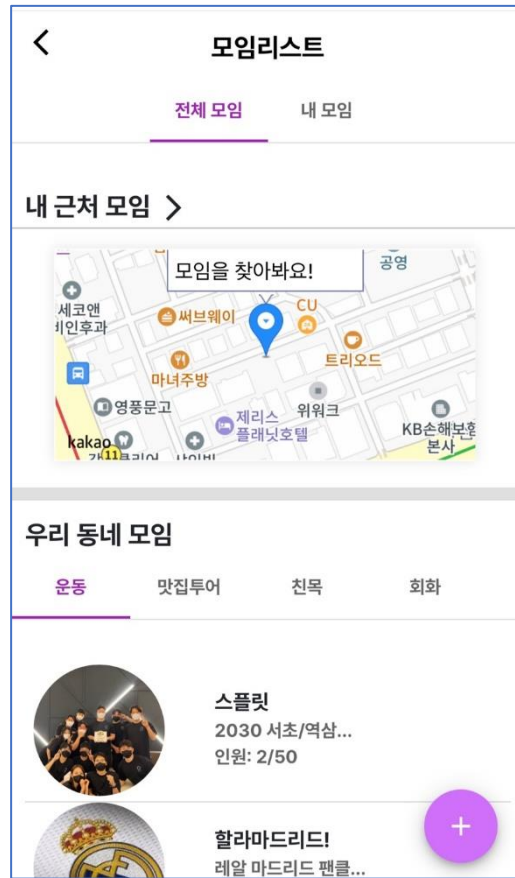 모임리스트
전체 모임
내 모임
내 근처 모임
모임을 찾아봐요!
공영
세코앤
비인후과
써브웨이
CU
트리오드
마녀주방
영풍문고
제리스
플래닛호텔
위워크
KB손해보험
본사
kakao
11
우리 동네 모임
운동
맛집투어
친목
회화
스플릿
2030 서초/역삼...
인원: 2/50
할라마드리드!
레알 마드리드 팬클...